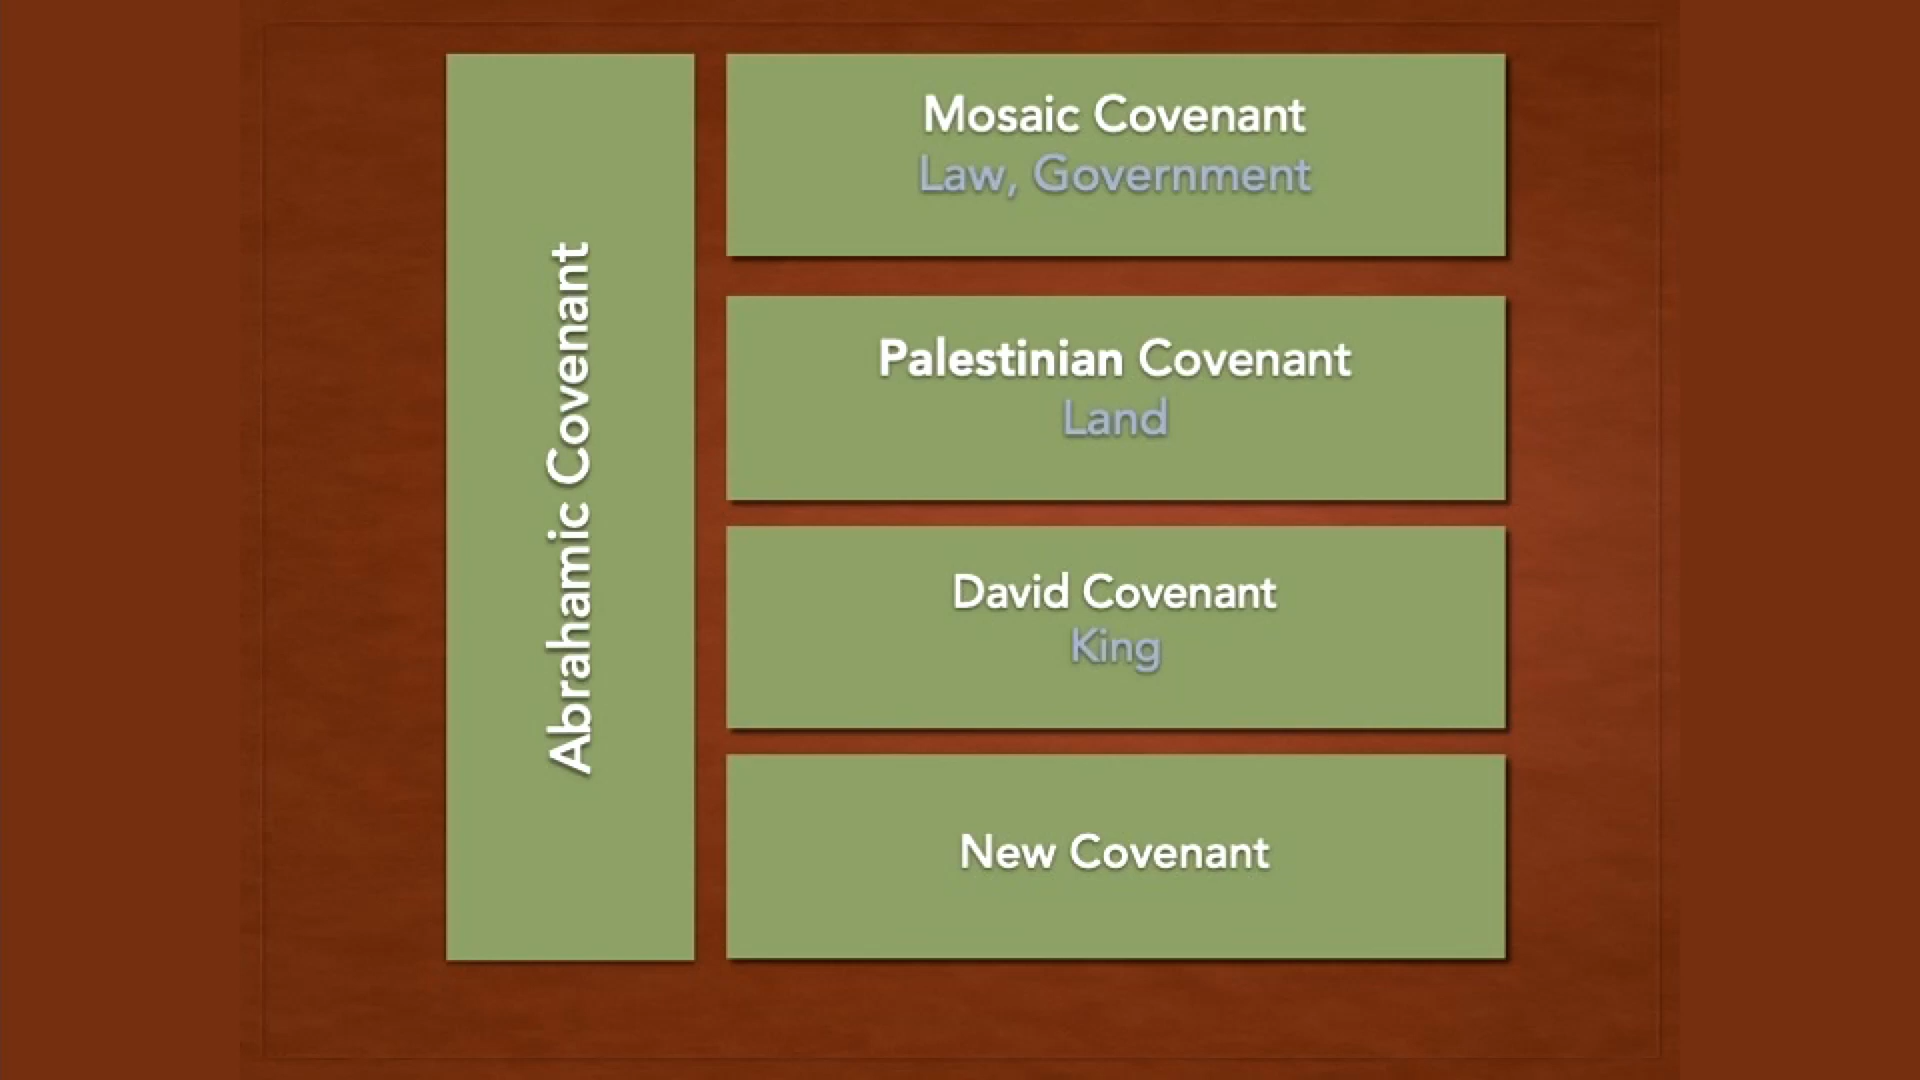 Abrahamic Covenant
Mosaic Covenant
Law, Government
Palestinian Covenant
Land
David Covenant
King
New Covenant